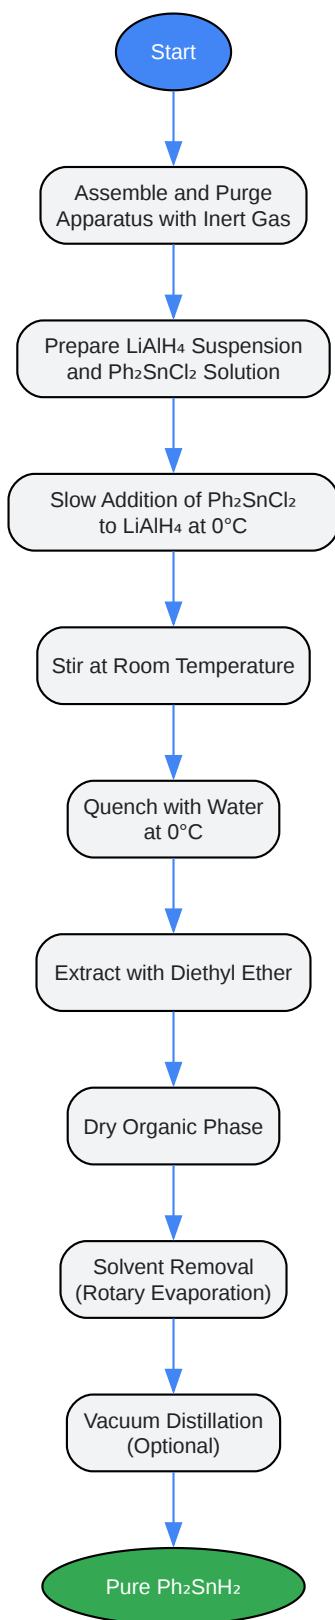 Start
Assemble and Purge
Apparatus with Inert Gas
Prepare LiAlH₄ Suspension
and Ph₂SnCl₂ Solution
Slow Addition of Ph₂SnCl₂
to LiAlH₄ at 0°C
Stir at Room Temperature
Quench with Water
at 0°C
Extract with Diethyl Ether
Dry Organic Phase
Solvent Removal
(Rotary Evaporation)
Vacuum Distillation
(Optional)
Pure Ph₂SnH₂